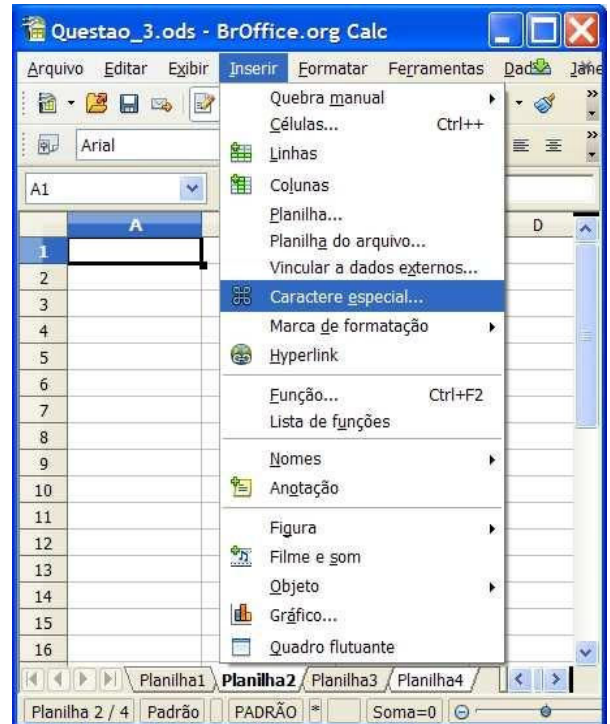 Questao_3.ods - BrOffice.org Calc
Arquivo Editar Exibir Inserir Formatar Ferramentas Dados
Quebra manual
Células... Ctrl++
Arial
Linhas
A1
Colunas
Planilha...
A D
Planilha do arquivo...
1
Vincular a dados externos...
2
Caractere especial...
3
Marca de formatação
4
Hyperlink
5
6
Função... Ctrl+F2
7
Lista de funções
8
Nomes
9
Anotação
10
11
Figura
12
Filme e som
13
Objeto
14
Gráfico...
15
Quadro flutuante
16
Planilha1 Planilha2 Planilha3 Planilha4
Planilha 2 / 4 Padrão PADRÃO * Soma=0